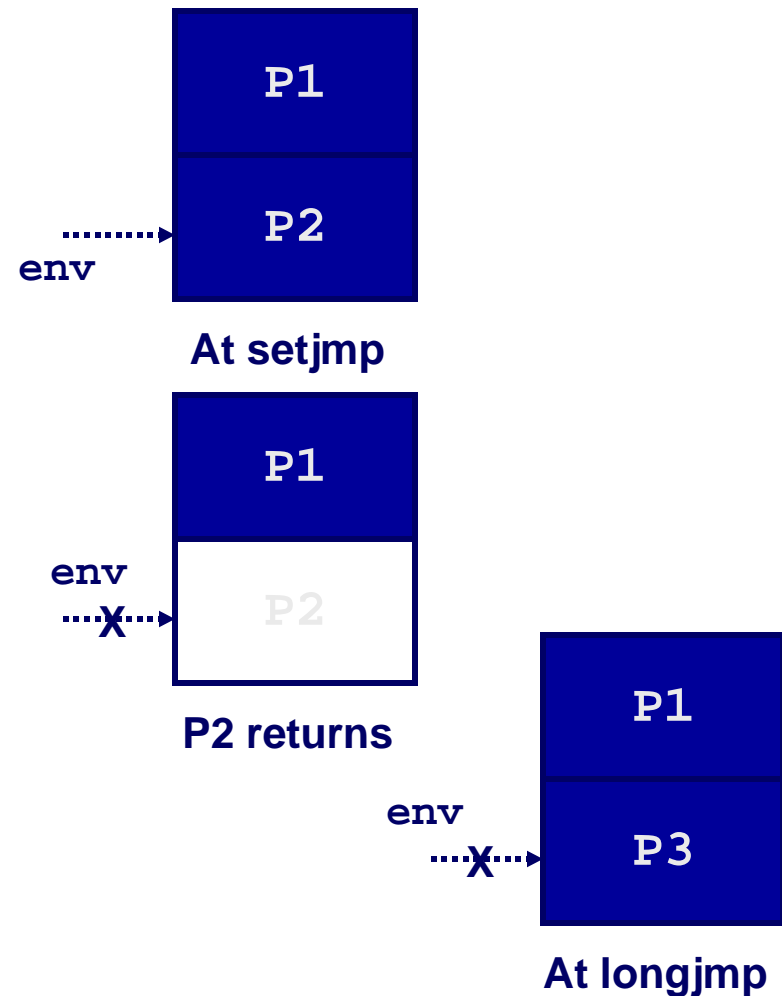 P1
P2
env
At setjmp
P1
env
X
P2
P2 returns
P1
env
X
P3
At longjmp